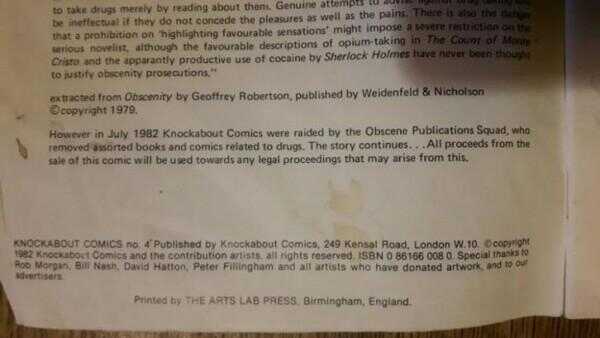 to take drugs merely by reading about them. Genuine attempts to advise against drug-taking
be ineffectual if they do not concede the pleasures as well as the pains. There is also the danger
that a prohibition on 'highlighting favourable sensations' might impose a severe restriction on the
serious novelist, although the favourable descriptions of opium-taking in The Count of Monte
Cristo and the apparently productive use of cocaine by Sherlock Holmes have never been thought
to justify obscenity prosecutions."
extracted from Obscenity by Geoffrey Robertson, published by Weidenfeld & Nicholson
©copyright 1979.
However in July 1982 Knockabout Comics were raided by the Obscene Publications Squad, who
removed assorted books and comics related to drugs. The story continues. . .All proceeds from the
sale of this comic will be used towards any legal proceedings that may arise from this.
KNOCKABOUT COMICS no. 4 Published by Knockabout Comics, 249 Kensal Road, London W.10. ©copyright
1982 Knockabout Comics and the contribution artists, all rights reserved. ISBN 0 86166 008 0. Special thanks to
Rob Morgan, Bill Nash, David Hatton, Peter Fillingham and all artists who have donated artwork, and to our
advertisers.
Printed by THE ARTS LAB PRESS, Birmingham, England.